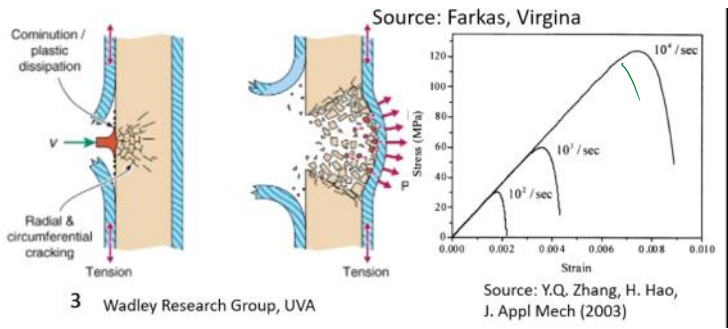 Source: Farkas, Virgina
Cominution /
plastic
dissipation
v
Radial &
circumferential
cracking
Tension
Tension
P
3
Wadley Research Group, UVA
Stress (MPa)
120
100
80
60
40
20
0
10⁴/sec
10³/sec
10²/sec
0.000
0.002
0.004
0.006
0.008
0.010
Strain
Source: Y.Q. Zhang, H. Hao,
J. Appl Mech (2003)